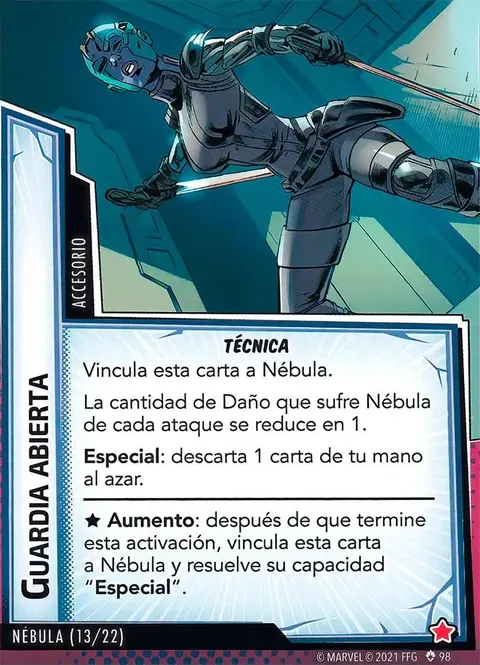 ACCESORIO
GUARDIA ABIERTA
TÉCNICA
Vincula esta carta a Nébula.
La cantidad de Daño que sufre Nébula
de cada ataque se reduce en 1.
Especial: descarta 1 carta de tu mano
al azar.
★ Aumento: después de que termine
esta activación, vincula esta carta
a Nébula y resuelve su capacidad
“Especial”.
NÉBULA (13/22)
© MARVEL © 2021 FFG 98